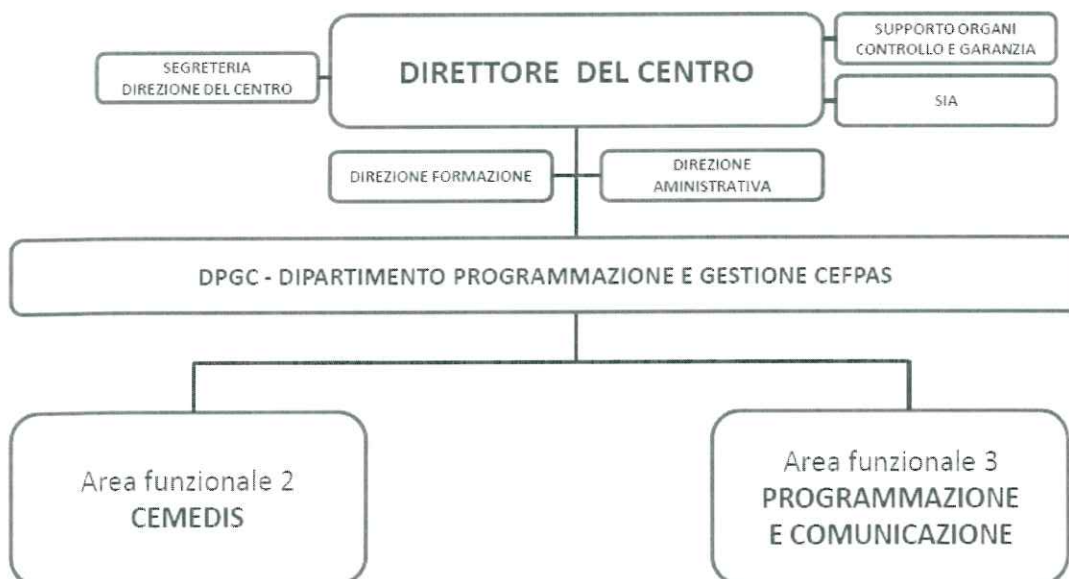 SUPPORTO ORGANI
CONTROLLO E GARANZIA
DIRETTORE DEL CENTRO
SEGRETERIA
DIREZIONE DEL CENTRO
SIA
DIREZIONE FORMAZIONE
DIREZIONE
AMINISTRATIVA
DPGC - DIPARTIMENTO PROGRAMMAZIONE E GESTIONE CEFPAS
Area funzionale 2
CEMEDIS
Area funzionale 3
PROGRAMMAZIONE
E COMUNICAZIONE